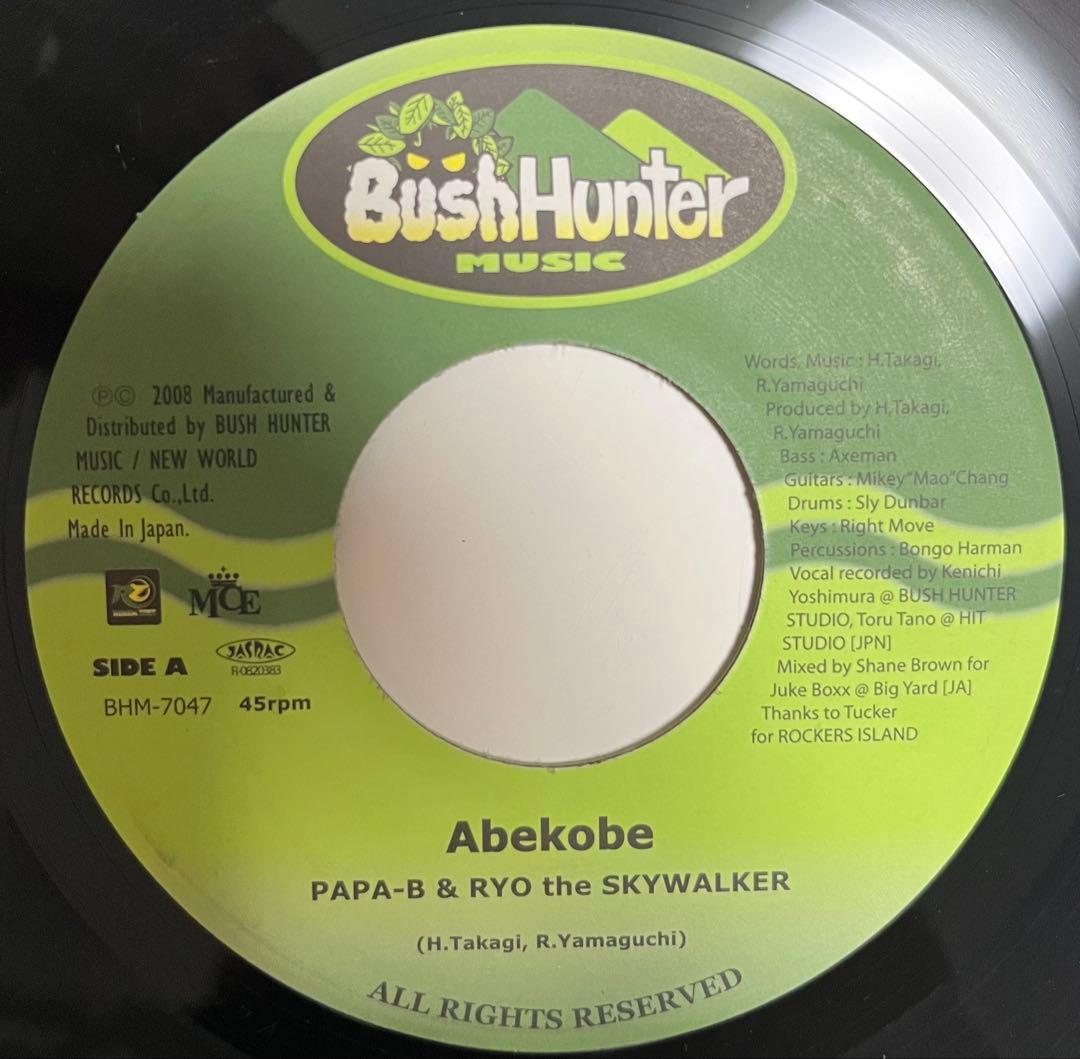 BushHunter
MUSIC
ⓅⒸ 2008 Manufactured &
Distributed by BUSH HUNTER
MUSIC / NEW WORLD
RECORDS Co.,Ltd.
Made In Japan.
MCE
SIDE A
JASRAC
R-0820383
BHM-7047 45rpm
Words, Music : H.Takagi,
R.Yamaguchi
Produced by H,Takagi,
R.Yamaguchi
Bass : Axeman
Guitars : Mikey"Mao"Chang
Drums : Sly Dunbar
Keys : Right Move
Percussions : Bongo Harman
Vocal recorded by Kenichi
Yoshimura @ BUSH HUNTER
STUDIO, Toru Tano @ HIT
STUDIO [JPN]
Mixed by Shane Brown for
Juke Boxx @ Big Yard [JA]
Thanks to Tucker
for ROCKERS ISLAND
Abekobe
PAPA-B & RYO the SKYWALKER
(H.Takagi, R.Yamaguchi)
ALL RIGHTS RESERVED